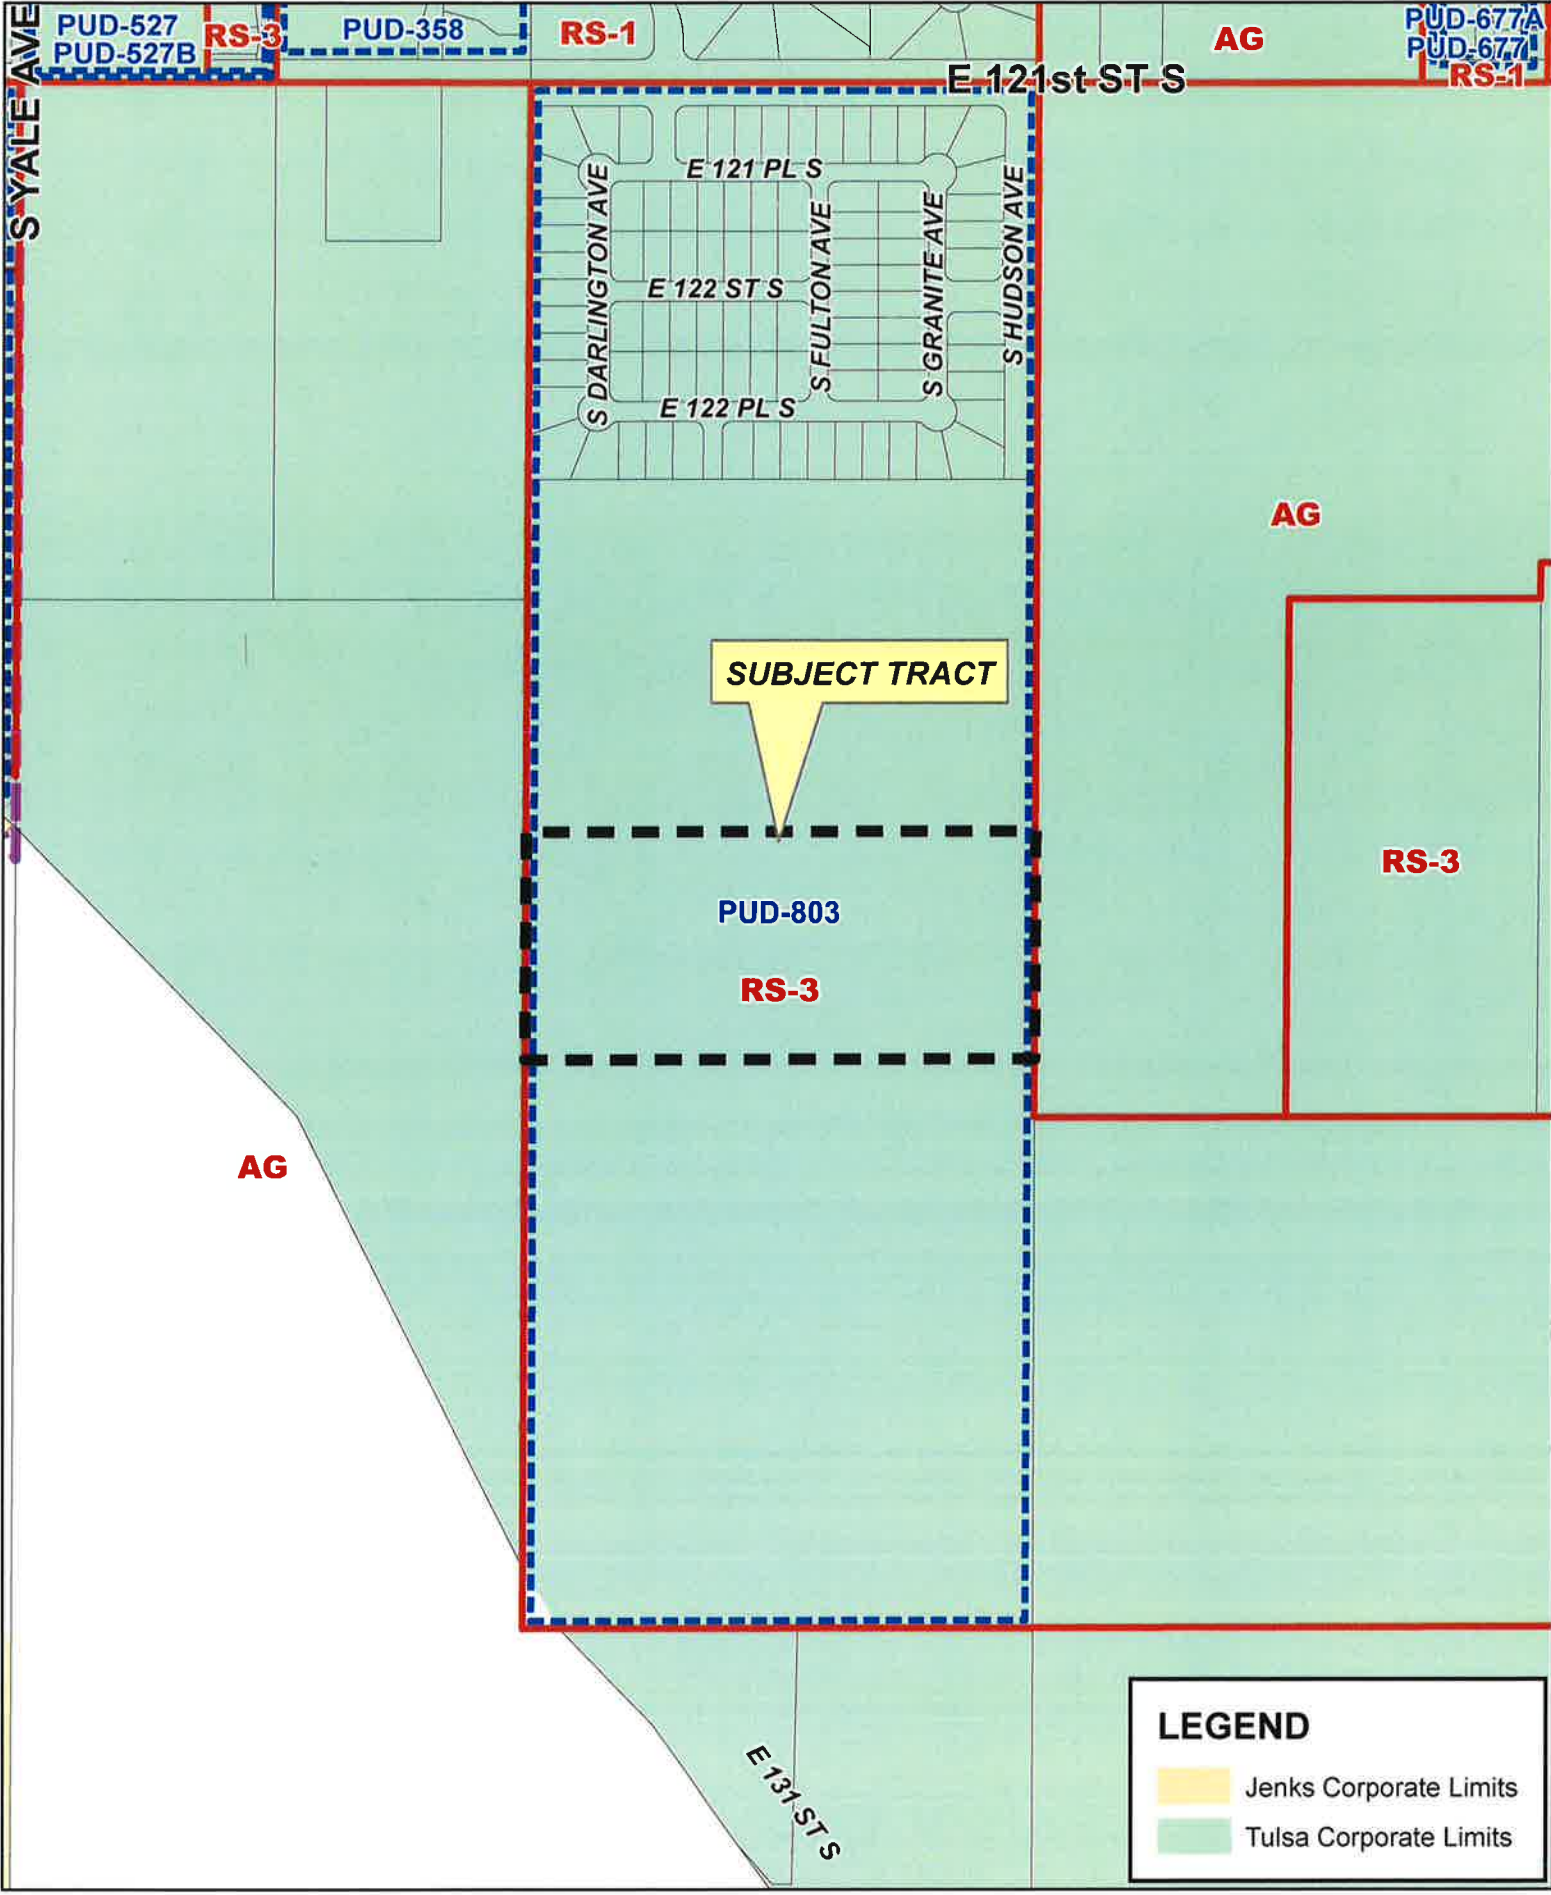 PUD-527
PUD-527B
RS-3
PUD-358
RS-1
AG
PUD-677A
PUD-677
RS-1
E 121st ST S
S YALE AVE
E 121 PL S
S DARLINGTON AVE
S FULTON AVE
S GRANITE AVE
S HUDSON AVE
E 122 ST S
E 122 PL S
AG
SUBJECT TRACT
RS-3
PUD-803
RS-3
AG
E 131 ST S
LEGEND
Jenks Corporate Limits
Tulsa Corporate Limits